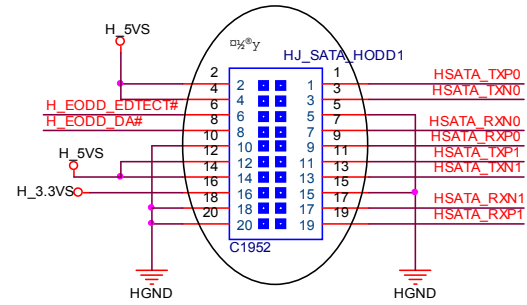 H_5VS
¤½®y
HJ_SATA_HODD1
2 2 1 1 HSATA_TXP0
4 4 3 3 HSATA_TXN0
H_EODD_EDTECT# 6 6 5 5
H_EODD_DA# 8 8 7 7 HSATA_RXN0
10 10 9 9 HSATA_RXP0
H_5VS 12 12 11 11 HSATA_TXP1
14 14 13 13 HSATA_TXN1
H_3.3VS 16 16 15 15
18 18 17 17 HSATA_RXN1
20 20 19 19 HSATA_RXP1
C1952
HGND HGND